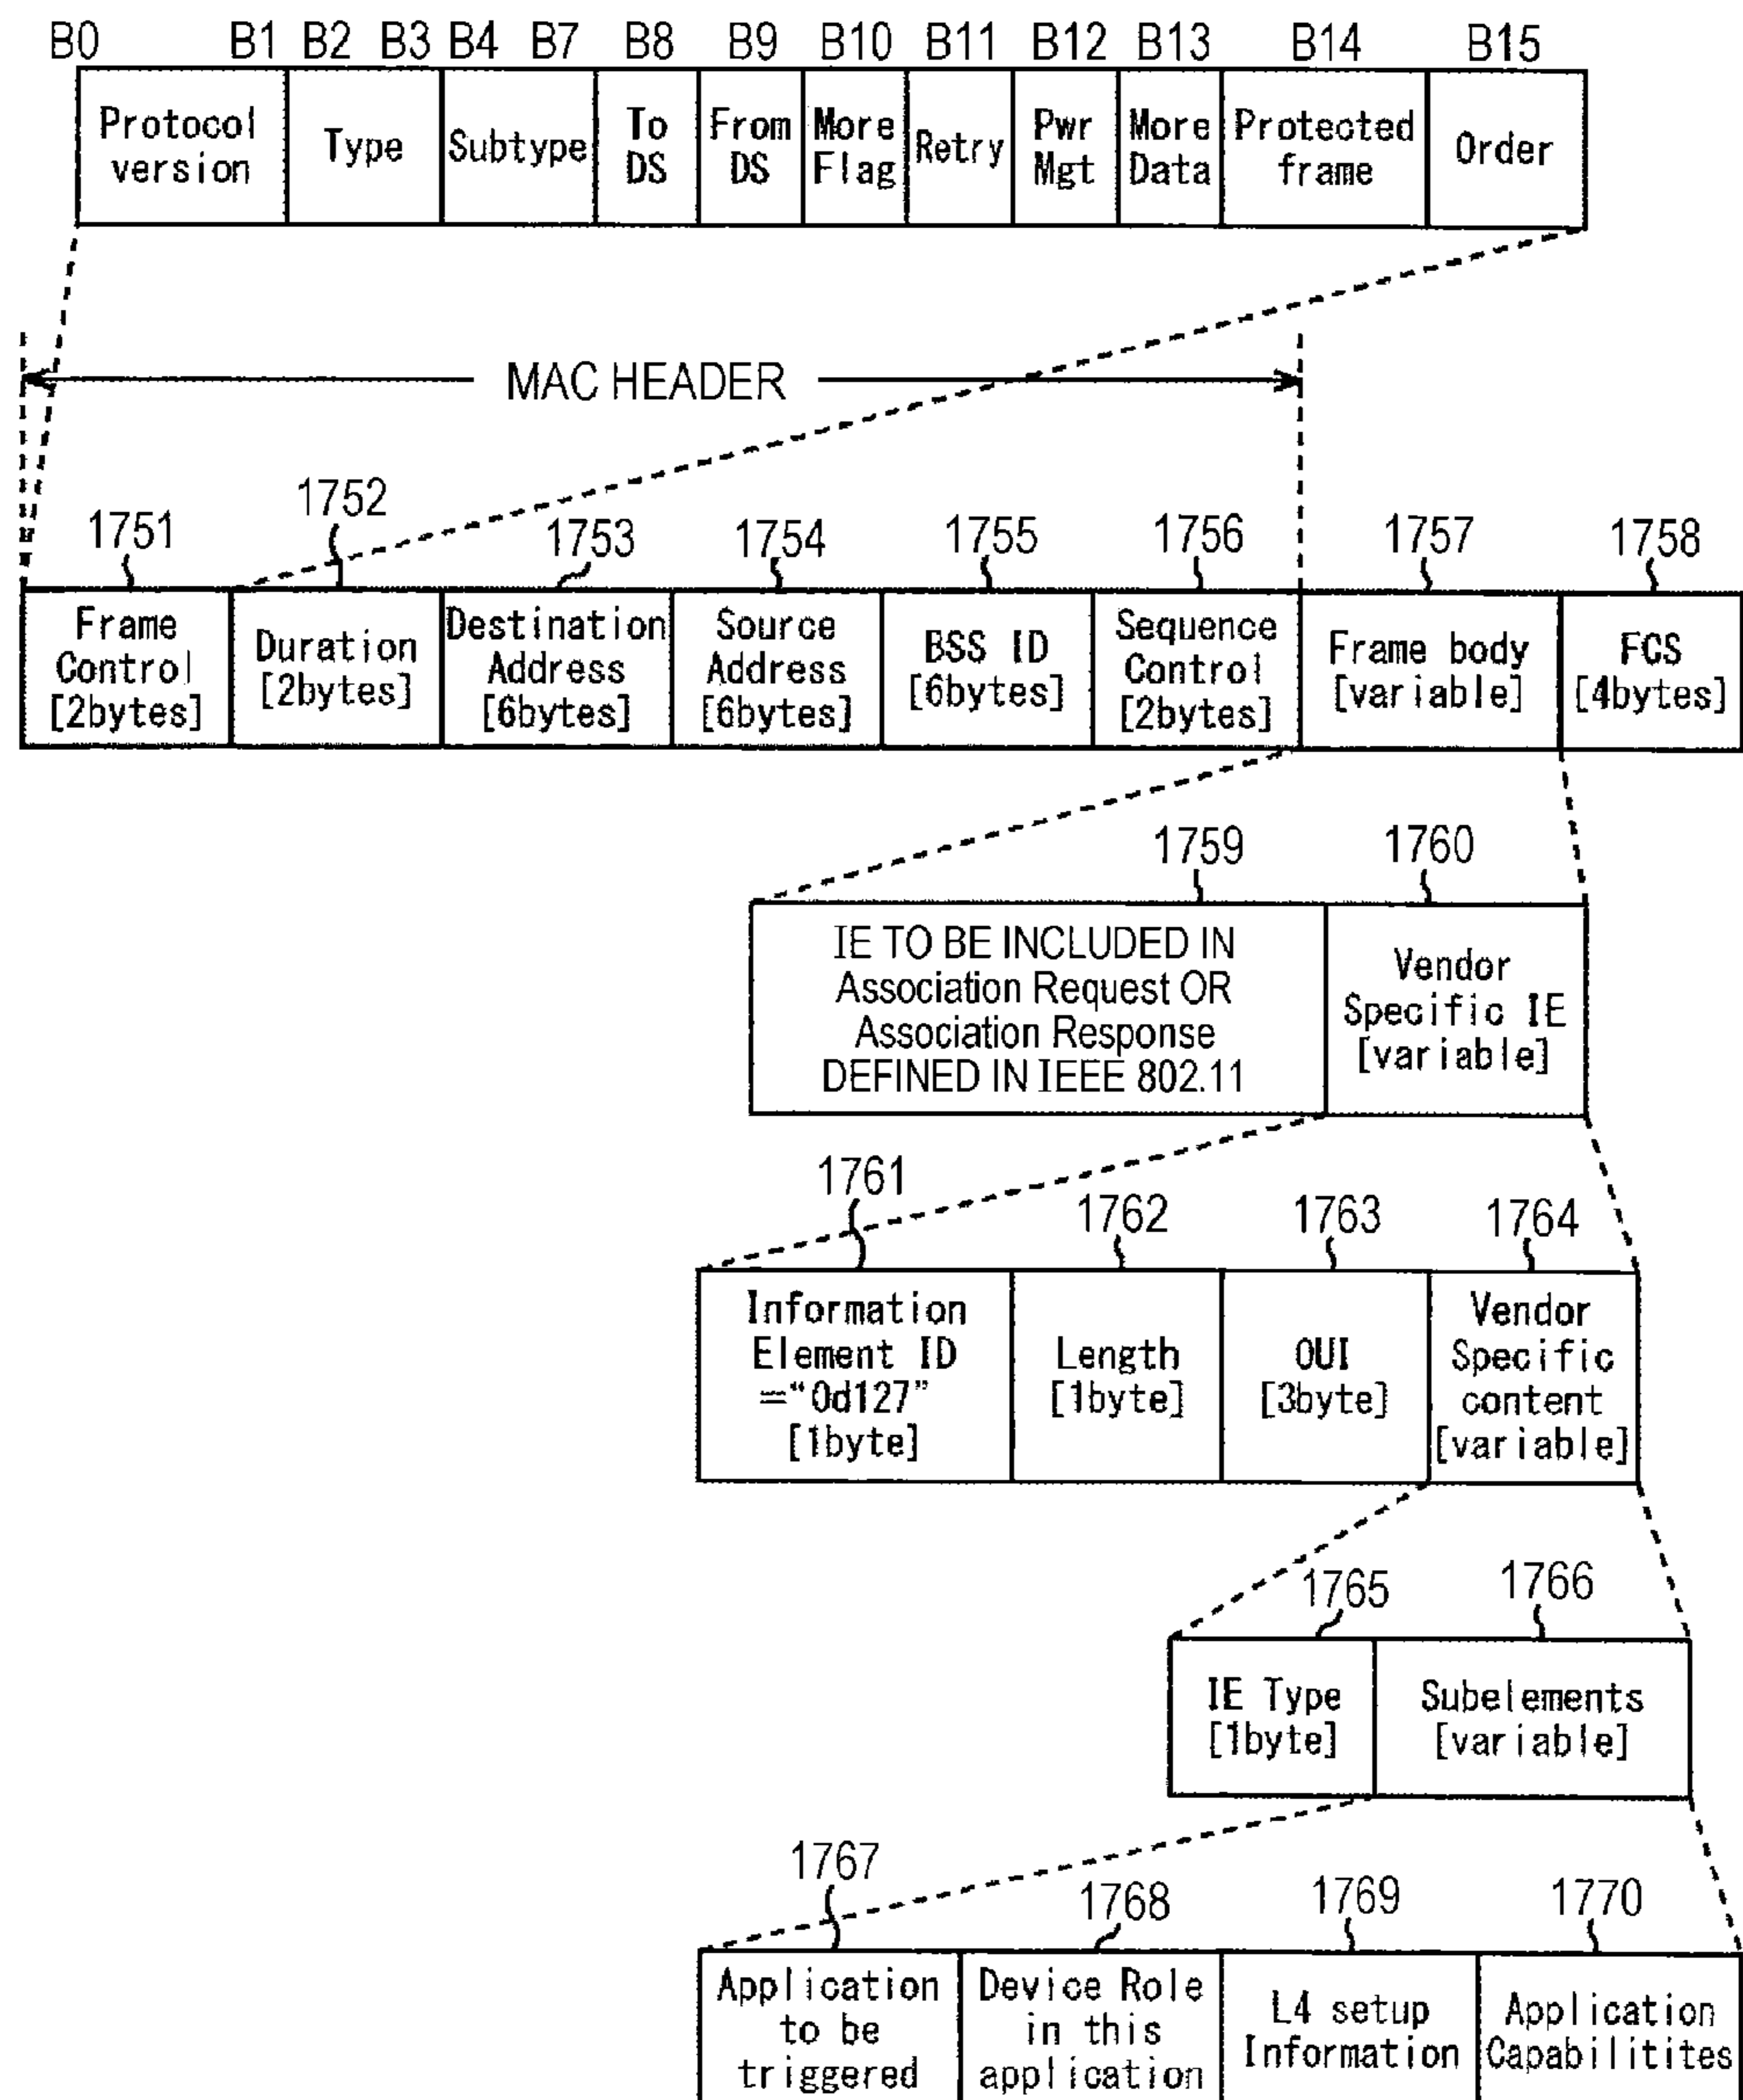 B0 B1 B2 B3 B4 B7 B8 B9 B10 B11 B12 B13 B14 B15
Protocol
version
Type
Subtype
To
DS
From
DS
More
Flag
Retry
Pwr
Mgt
More
Data
Protected
frame
Order
MAC HEADER
1751
1752
1753
1754
1755
1756
1757
1758
Frame
Control
[2bytes]
Duration
[2bytes]
Destination
Address
[6bytes]
Source
Address
[6bytes]
BSS ID
[6bytes]
Sequence
Control
[2bytes]
Frame body
[variable]
FCS
[4bytes]
1759
1760
IE TO BE INCLUDED IN
Association Request OR
Association Response
DEFINED IN IEEE 802.11
Vendor
Specific IE
[variable]
1761
1762
1763
1764
Information
Element ID
="0d127"
[1byte]
Length
[1byte]
OUI
[3byte]
Vendor
Specific
content
[variable]
1765
1766
IE Type
[1byte]
Subelements
[variable]
1767
1768
1769
1770
Application
to be
triggered
Device Role
in this
application
L4 setup
Information
Application
Capabilitites